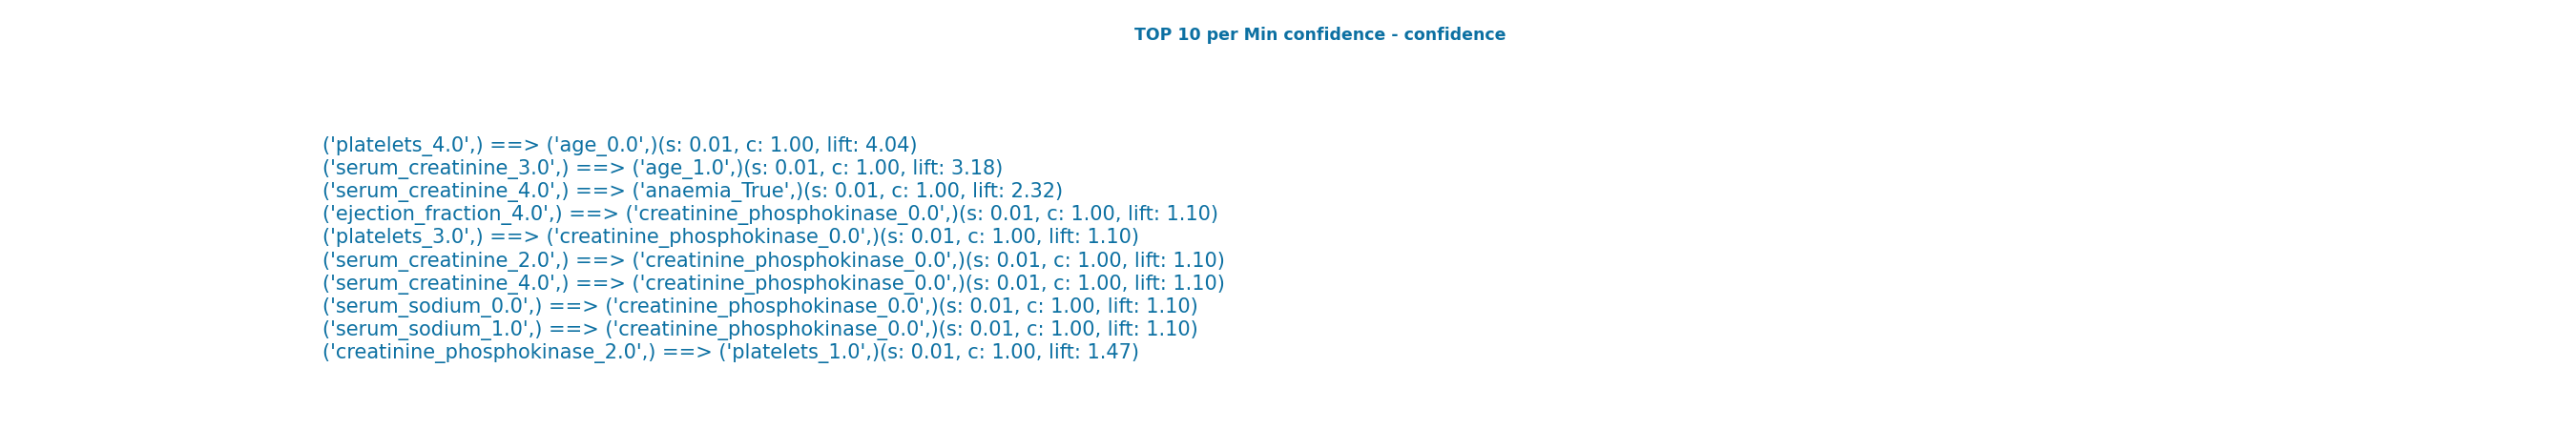 TOP 10 per Min confidence - confidence
('platelets_4.0',) ==> ('age_0.0',)(s: 0.01, c: 1.00, lift: 4.04)
('serum_creatinine_3.0',) ==> ('age_1.0',)(s: 0.01, c: 1.00, lift: 3.18)
('serum_creatinine_4.0',) ==> ('anaemia_True',)(s: 0.01, c: 1.00, lift: 2.32)
('ejection_fraction_4.0',) ==> ('creatinine_phosphokinase_0.0',)(s: 0.01, c: 1.00, lift: 1.10)
('platelets_3.0',) ==> ('creatinine_phosphokinase_0.0',)(s: 0.01, c: 1.00, lift: 1.10)
('serum_creatinine_2.0',) ==> ('creatinine_phosphokinase_0.0',)(s: 0.01, c: 1.00, lift: 1.10)
('serum_creatinine_4.0',) ==> ('creatinine_phosphokinase_0.0',)(s: 0.01, c: 1.00, lift: 1.10)
('serum_sodium_0.0',) ==> ('creatinine_phosphokinase_0.0',)(s: 0.01, c: 1.00, lift: 1.10)
('serum_sodium_1.0',) ==> ('creatinine_phosphokinase_0.0',)(s: 0.01, c: 1.00, lift: 1.10)
('creatinine_phosphokinase_2.0',) ==> ('platelets_1.0',)(s: 0.01, c: 1.00, lift: 1.47)